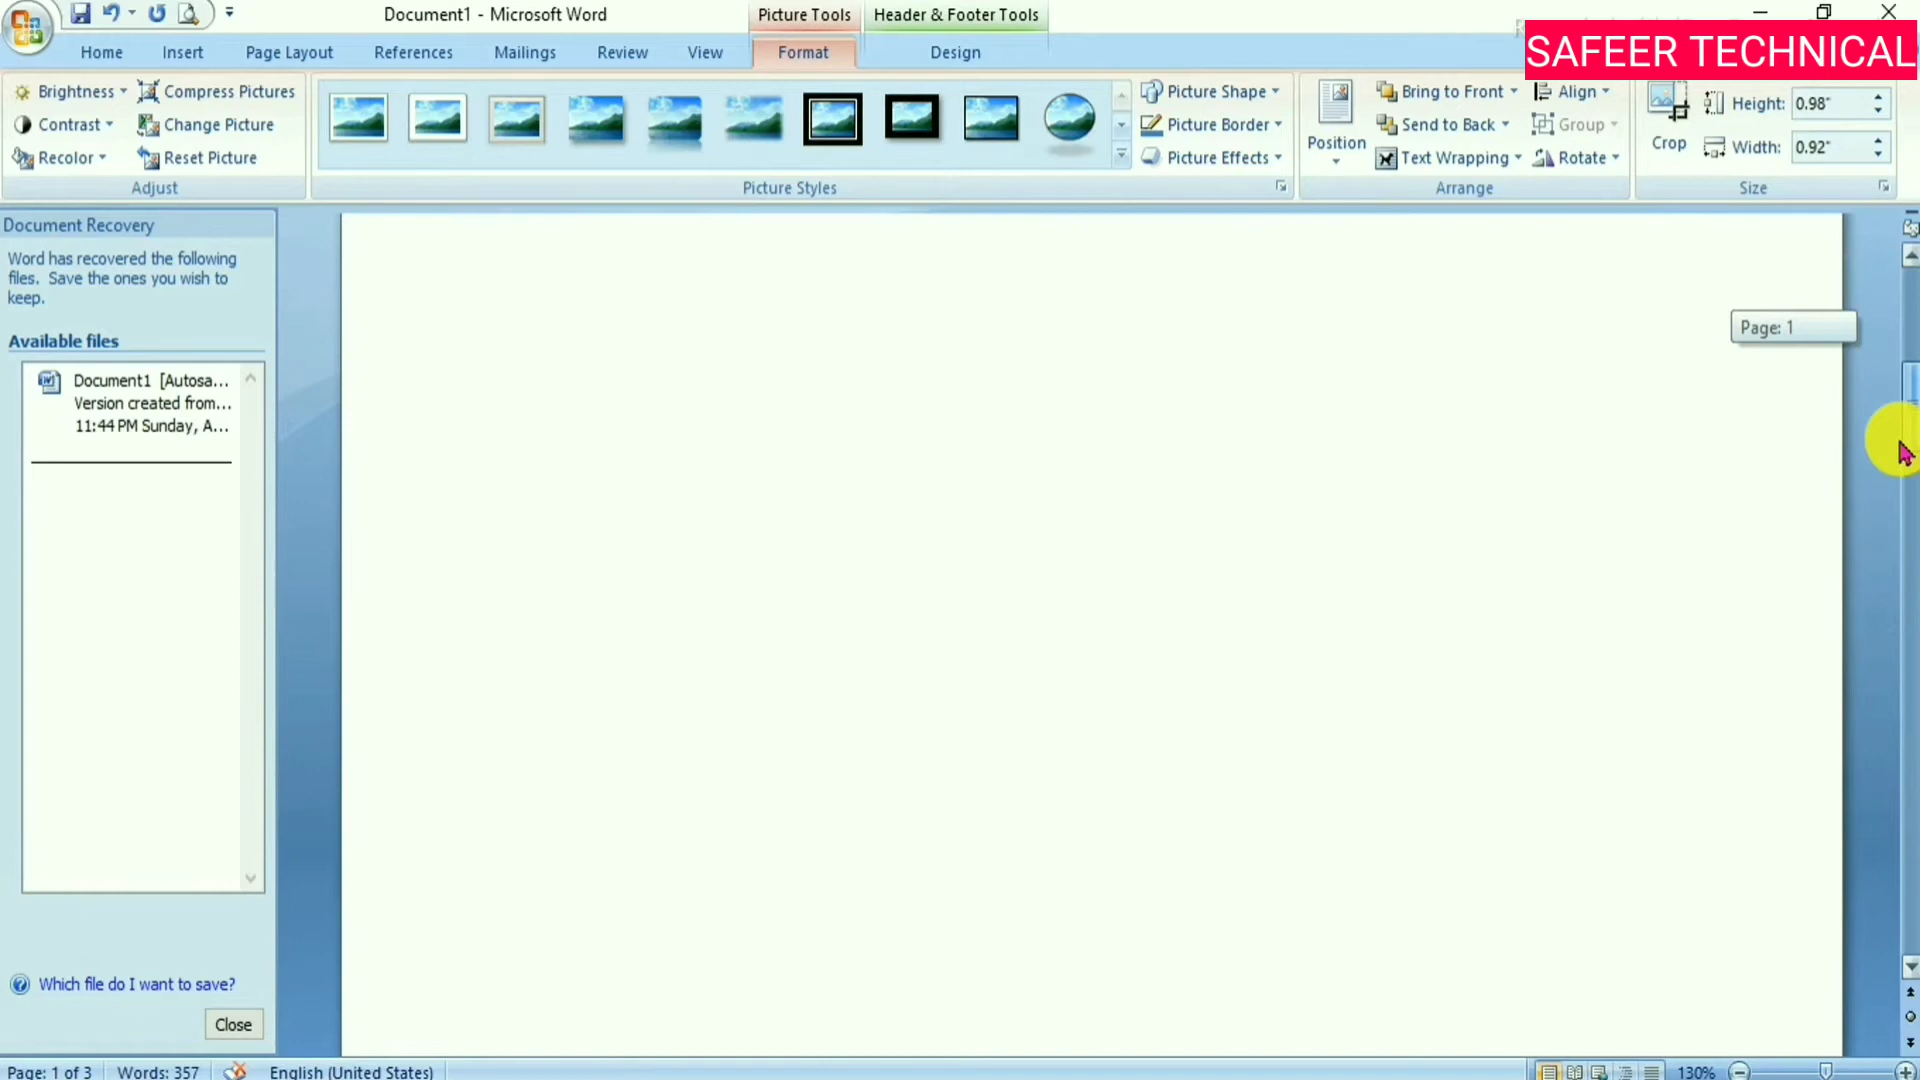 Document1 - Microsoft Word
Picture Tools
Header & Footer Tools
Home
Insert
Page Layout
References
Mailings
Review
View
Format
Design
SAFEER TECHNICAL
Brightness
Compress Pictures
Contrast
Change Picture
Recolor
Reset Picture
Adjust
Picture Styles
Picture Shape
Picture Border
Picture Effects
Position
Bring to Front
Send to Back
Text Wrapping
Align
Group
Rotate
Arrange
Crop
Height: 0.98"
Width: 0.92"
Size
Document Recovery
Word has recovered the following
files. Save the ones you wish to
keep.
Available files
Document1 [Autosa...
Version created from...
11:44 PM Sunday, A...
Which file do I want to save?
Close
Page: 1
Page: 1 of 3
Words: 357
English (United States)
130%